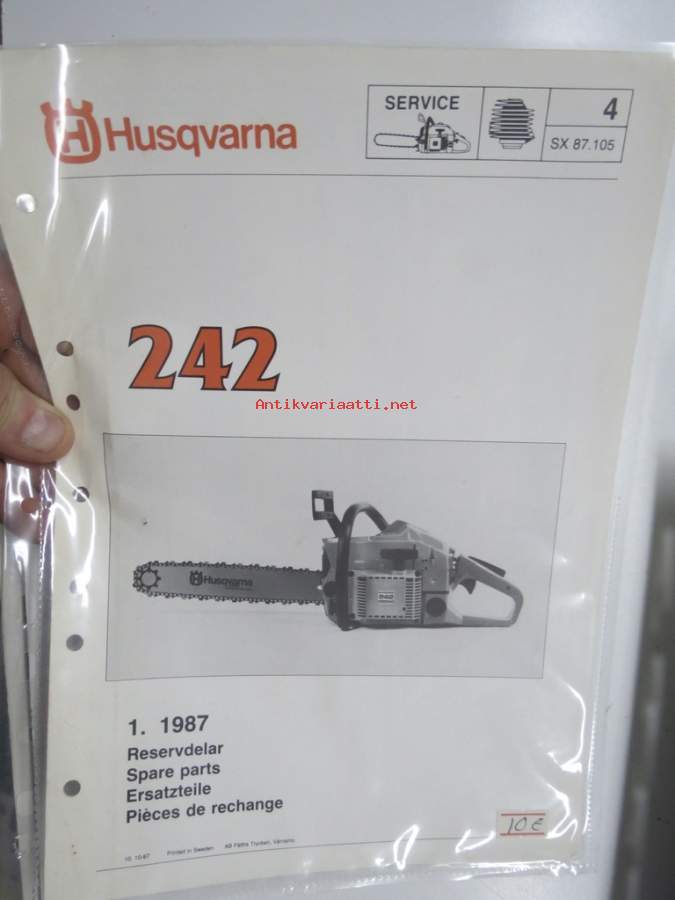 Husqvarna
SERVICE
4
SX 87.105
242
Antikvariaatti.net
Husqvarna
242
1. 1987
Reservdelar
Spare parts
Ersatzteile
Pièces de rechange
10 €
Printed in Sweden